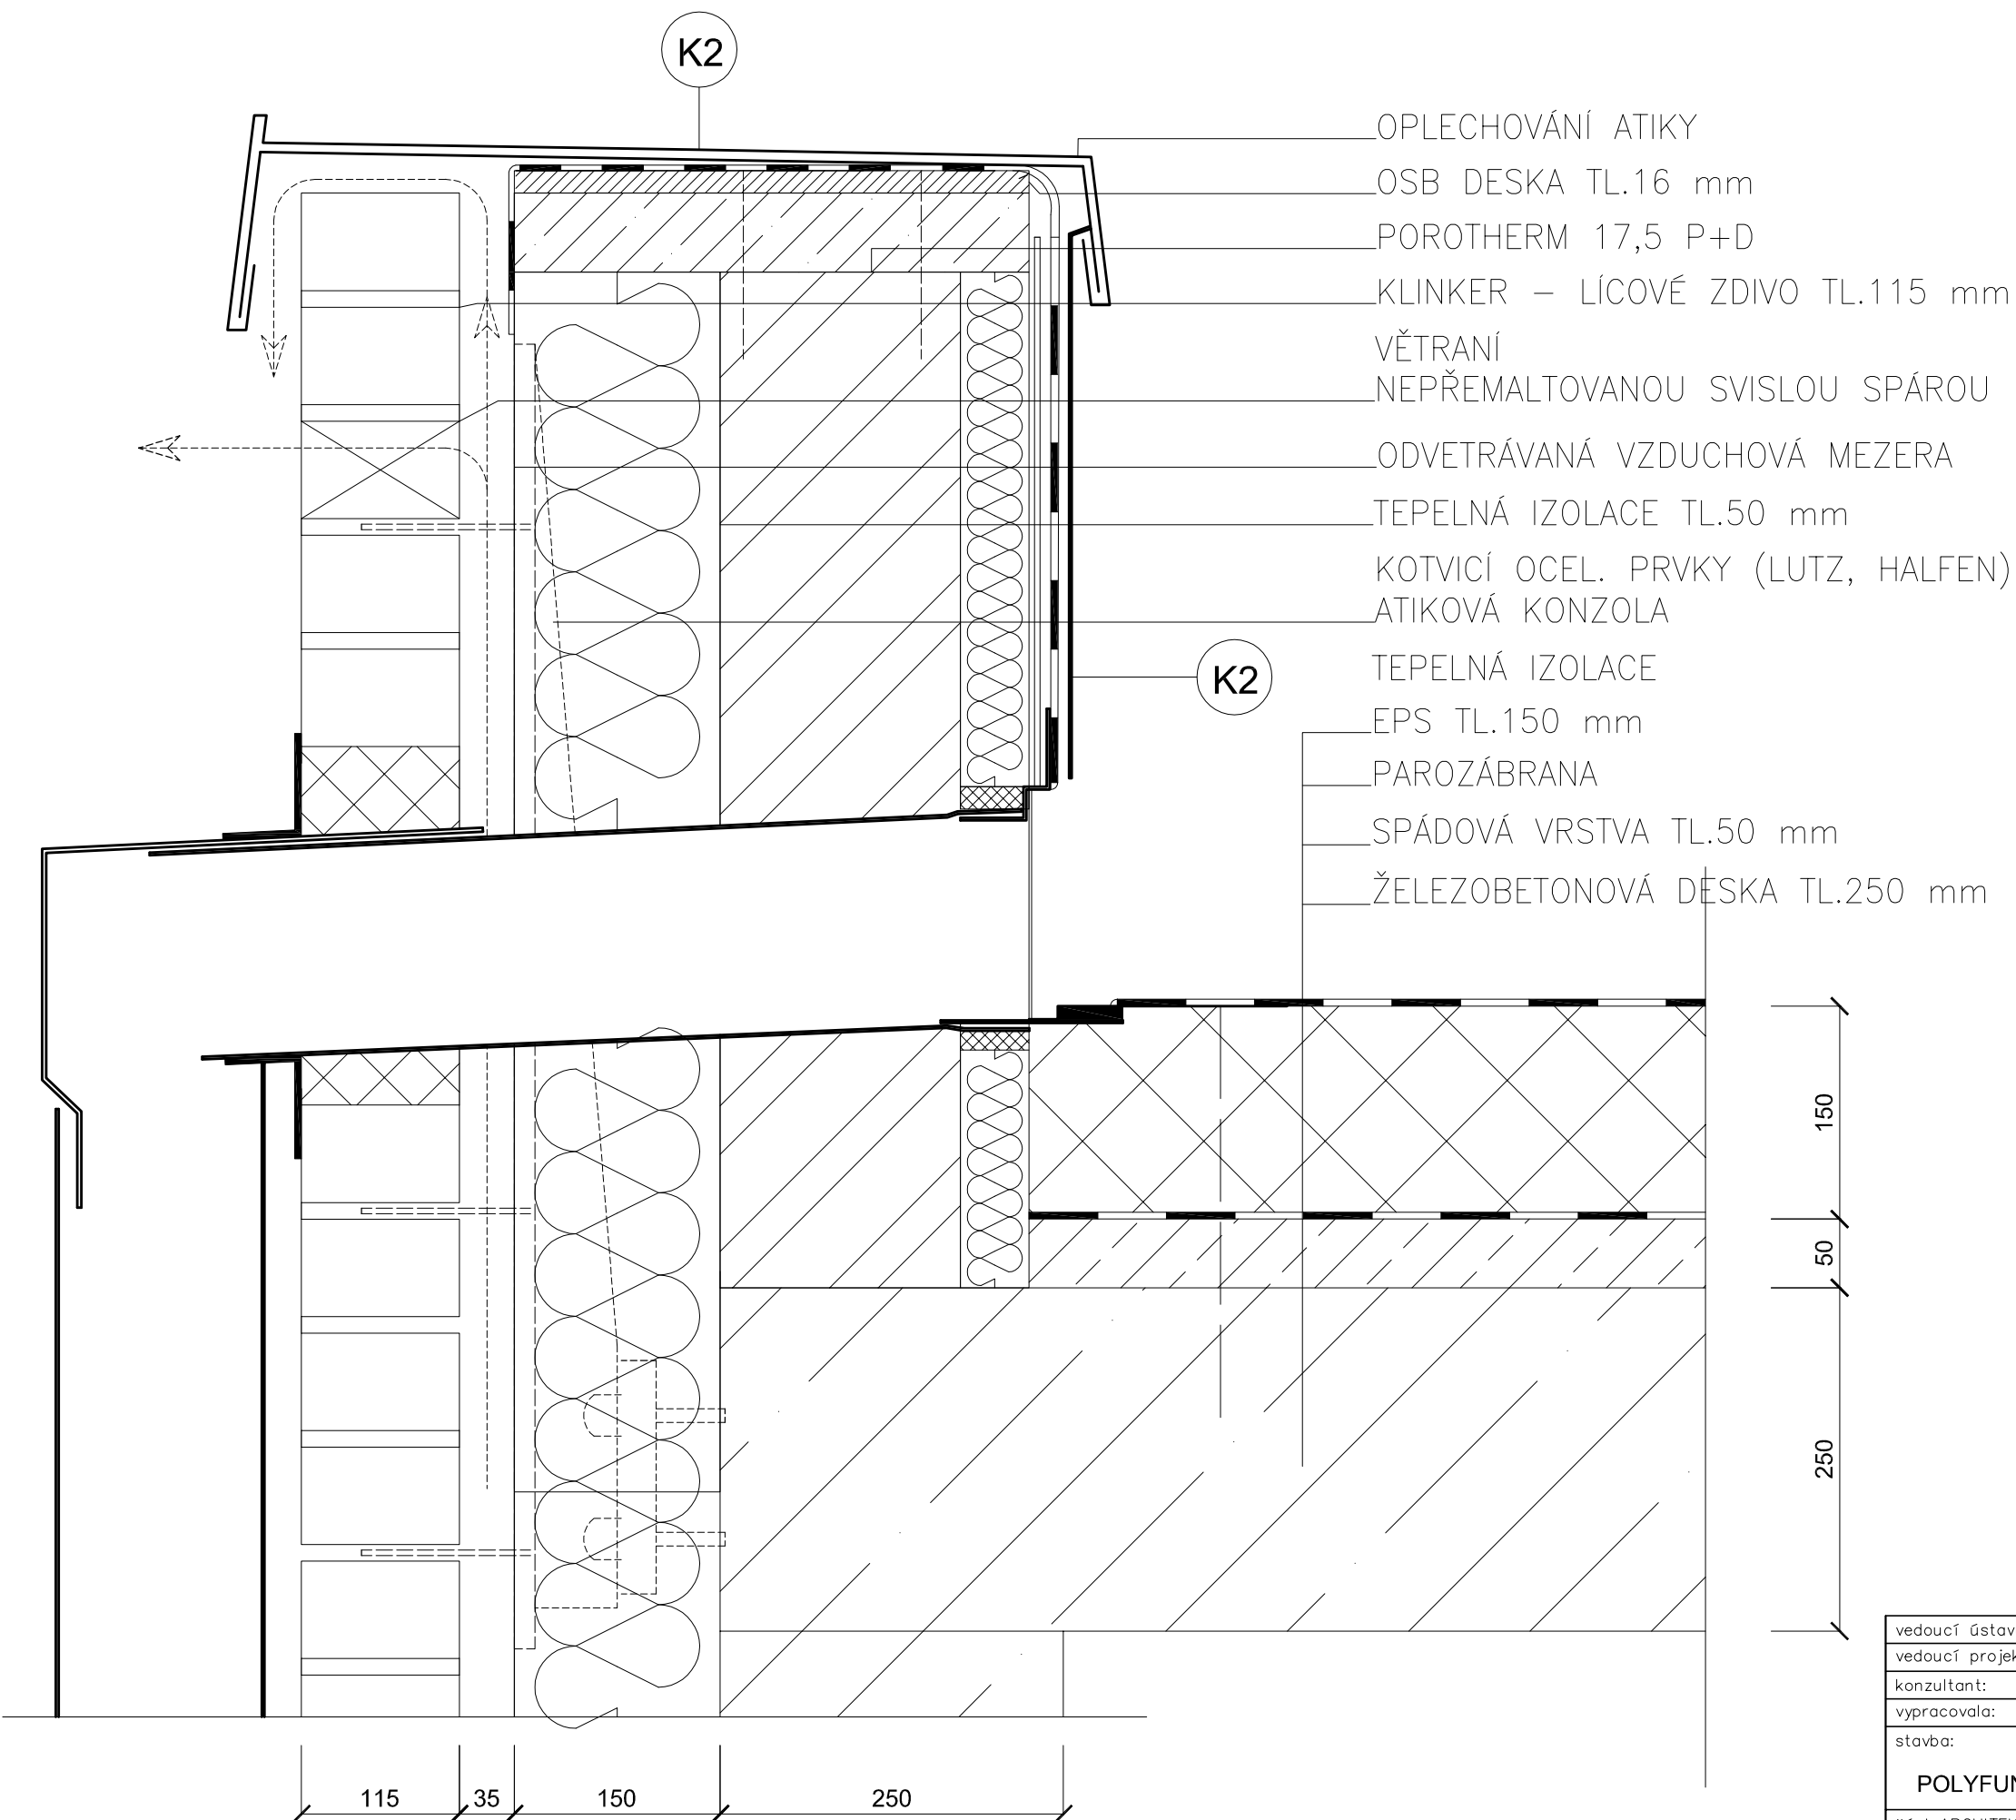 K2
OPLECHOVÁNÍ ATIKY
OSB DESKA TL.16 mm
POROTHERM 17,5 P+D
KLINKER – LÍCOVÉ ZDIVO TL.115 mm
VĚTRANÍ
NEPŘEMALTOVANOU SVISLOU SPÁROU
ODVETRÁVANÁ VZDUCHOVÁ MEZERA
TEPELNÁ IZOLACE TL.50 mm
KOTVICÍ OCEL. PRVKY (LUTZ, HALFEN)
ATIKOVÁ KONZOLA
TEPELNÁ IZOLACE
K2
EPS TL.150 mm
PAROZÁBRANA
SPÁDOVÁ VRSTVA TL.50 mm
ŽELEZOBETONOVÁ DESKA TL.250 mm
150
50
250
vedoucí ústav
vedoucí projek
konzultant:
vypracovala:
stavba:
POLYFUN
115
35
150
250